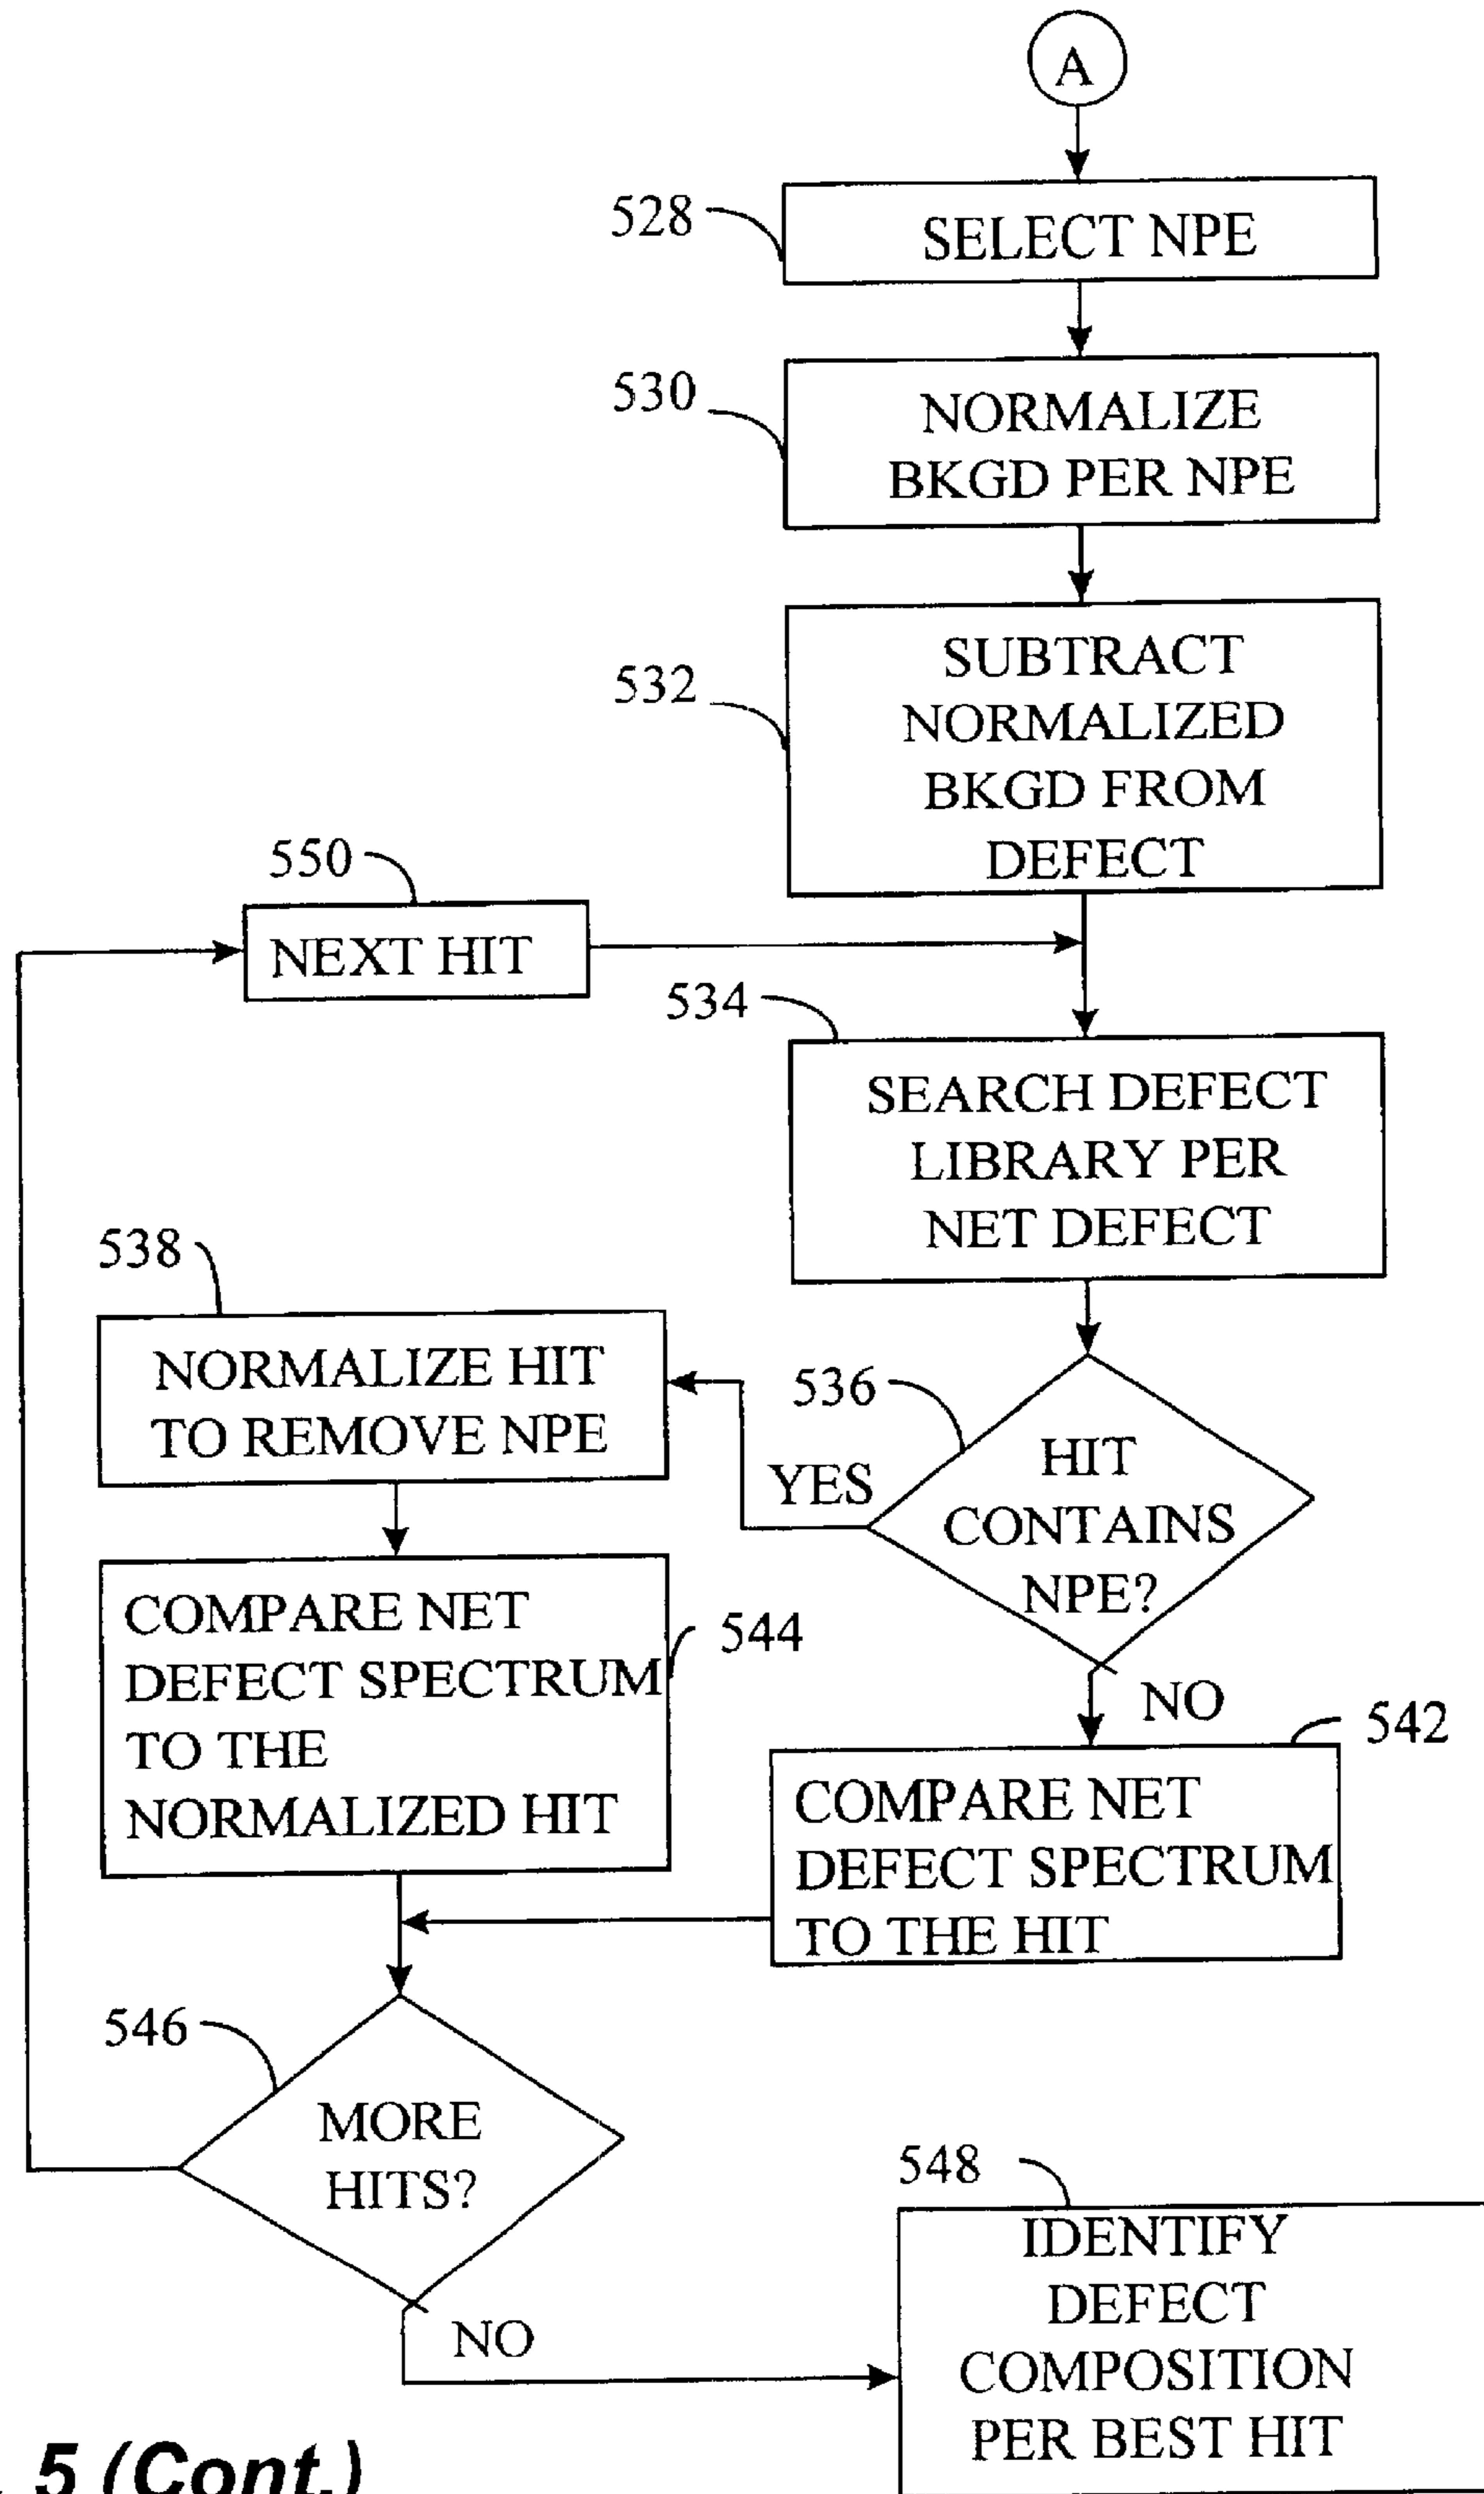 A
528
SELECT NPE
530
NORMALIZE
BKGD PER NPE
532
SUBTRACT
NORMALIZED
BKGD FROM
DEFECT
550
NEXT HIT
534
SEARCH DEFECT
LIBRARY PER
NET DEFECT
538
NORMALIZE HIT
TO REMOVE NPE
536
HIT
CONTAINS
NPE?
YES
NO
544
COMPARE NET
DEFECT SPECTRUM
TO THE
NORMALIZED HIT
542
COMPARE NET
DEFECT SPECTRUM
TO THE HIT
546
MORE
HITS?
NO
548
IDENTIFY
DEFECT
COMPOSITION
PER BEST HIT
. 5 (Cont.)